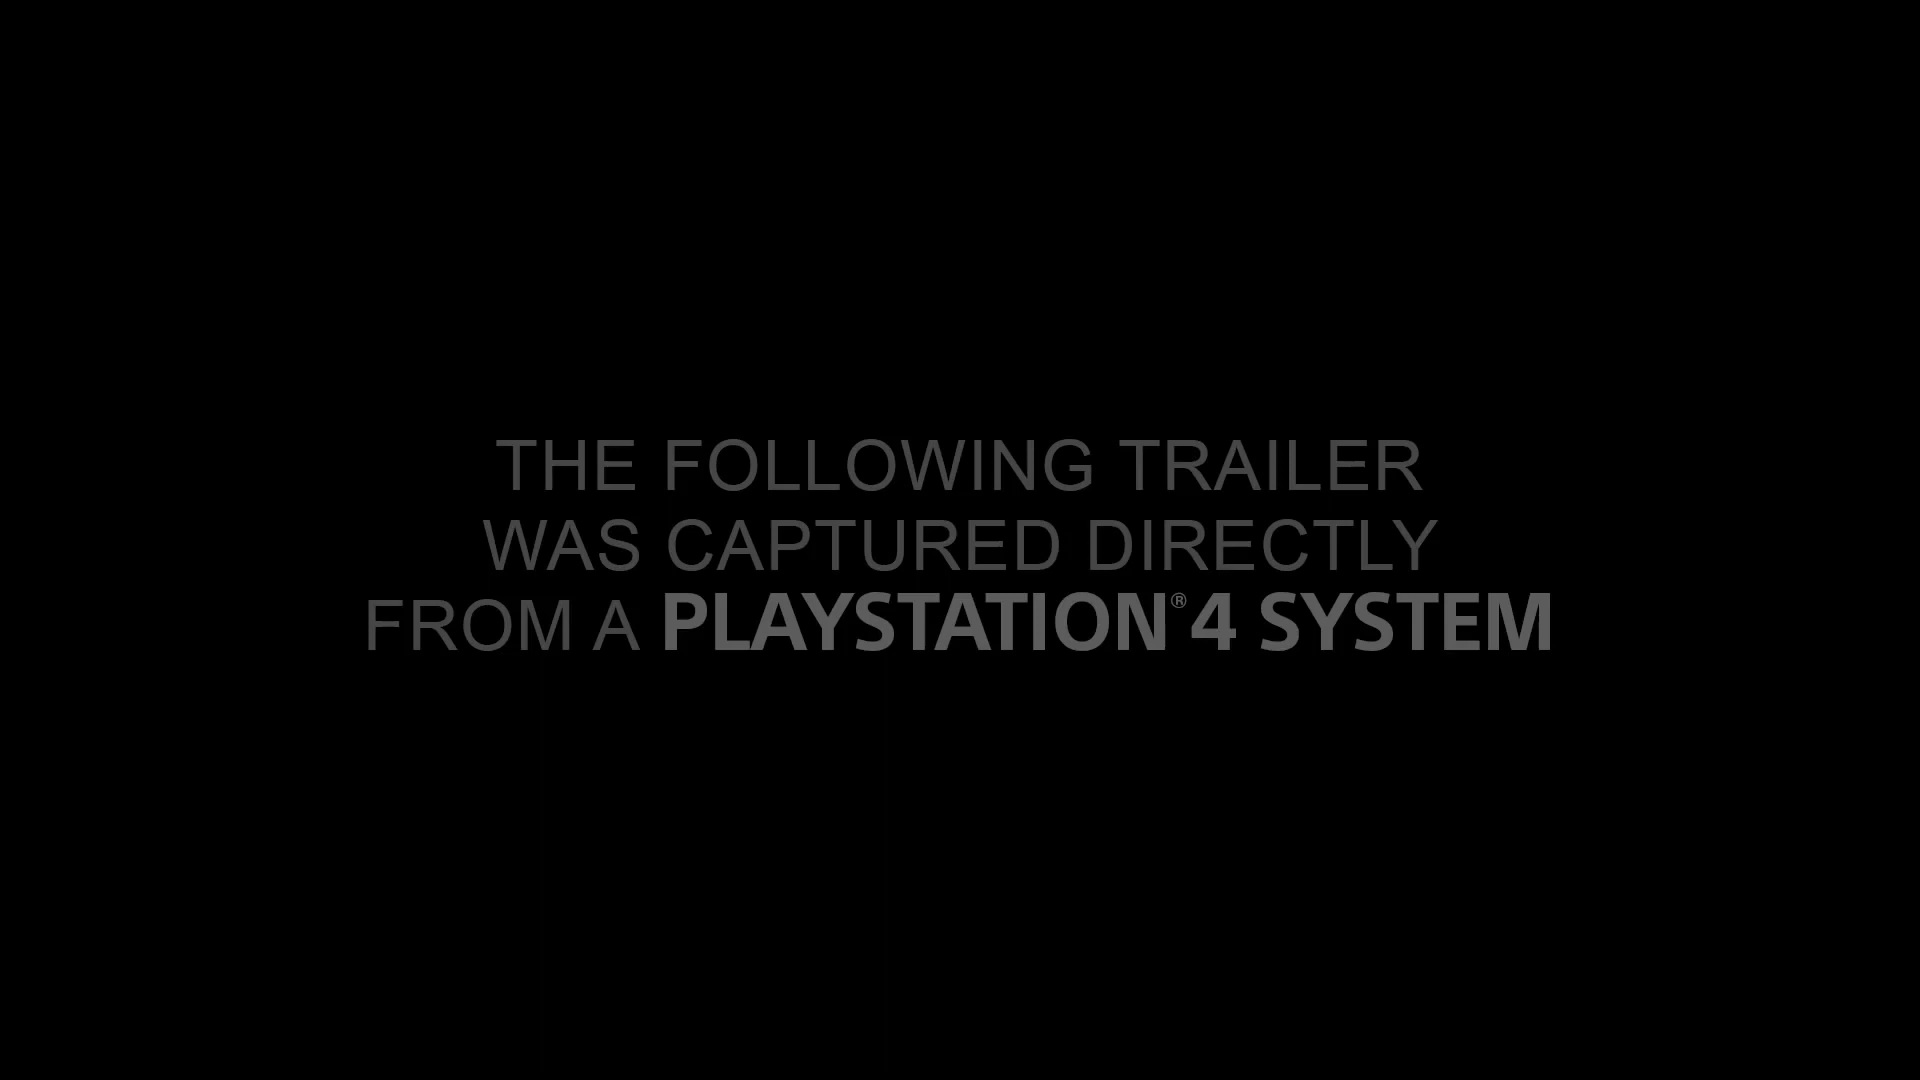 THE FOLLOWING TRAILER
WAS CAPTURED DIRECTLY
FROM A PLAYSTATION®4 SYSTEM